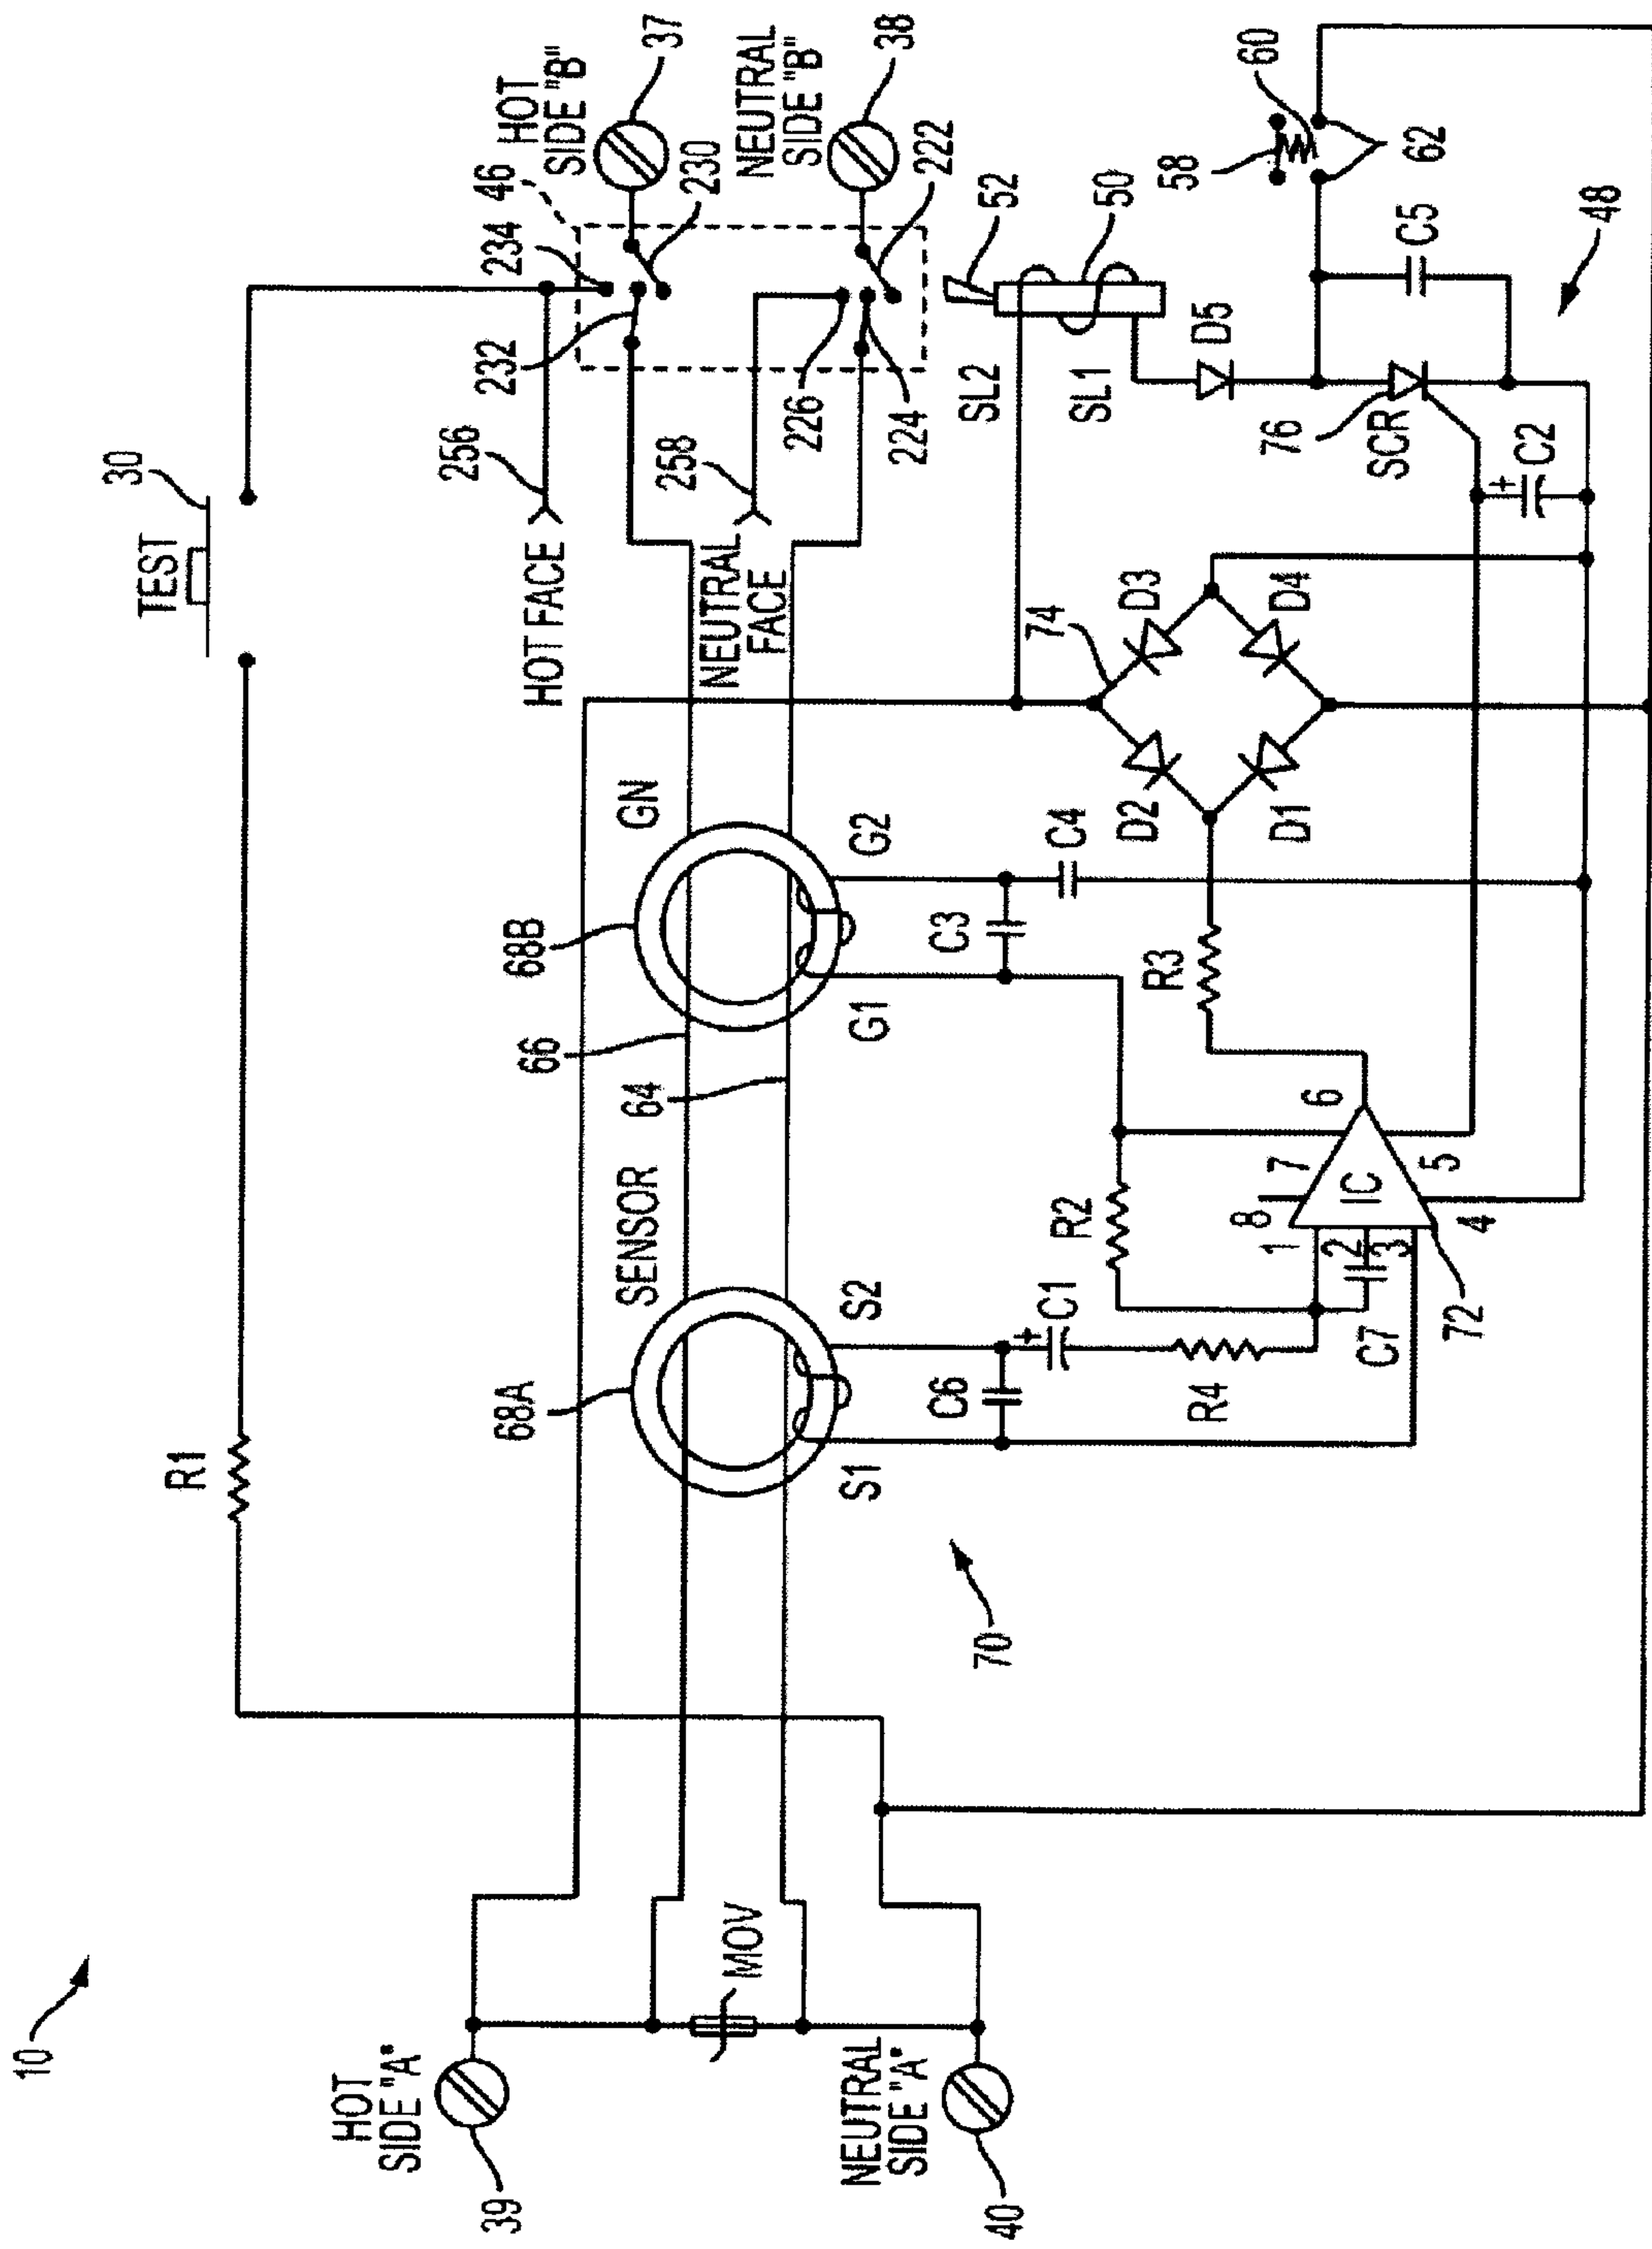 10
HOT
SIDE "A"
39
NEUTRAL
SIDE "A"
40
MOV
R1
TEST
30
68A
SENSOR
66
64
68B
GN
HOT FACE
256
NEUTRAL
FACE
258
232
234
46
HOT
SIDE "B"
37
230
NEUTRAL
SIDE "B"
38
222
226
224
S1
S2
G1
G2
70
C6
C1
+
R4
R2
C3
C4
C7
1
2
3
8
7
IC
6
5
4
72
R3
D2
D1
D3
D4
74
SL2
SL1
52
50
D5
76
SCR
C2
+
C5
58
60
62
48